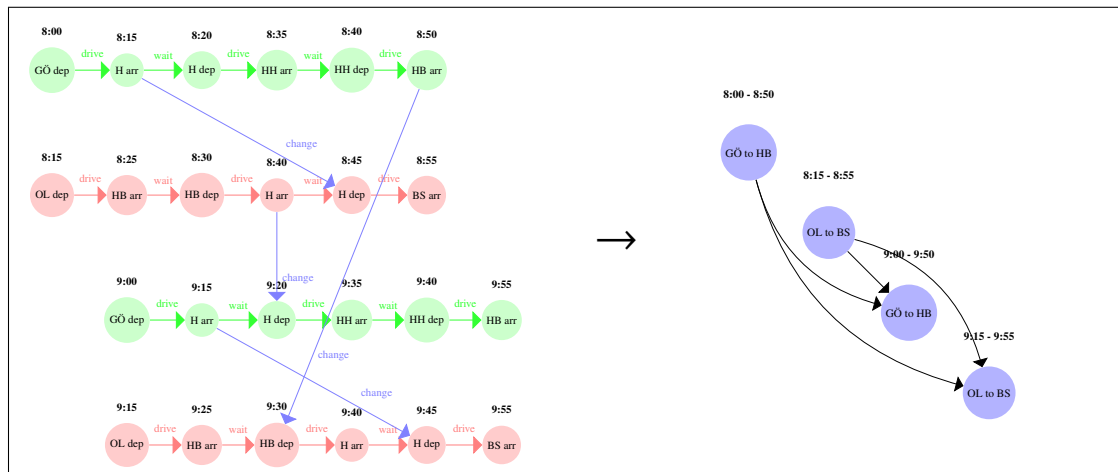 8:00 8:15 8:20 8:35 8:40 8:50
drive wait drive wait drive
GÖ dep H arr H dep HH arr HH dep HB arr
change
8:15 8:25 8:30 8:40 8:45 8:55
drive wait drive wait drive
OL dep HB arr HB dep H arr H dep BS arr
change
9:00 9:15 9:20 9:35 9:40 9:55
drive wait drive wait drive
GÖ dep H arr H dep HH arr HH dep HB arr
change
change
9:15 9:25 9:30 9:40 9:45 9:55
drive wait drive wait drive
OL dep HB arr HB dep H arr H dep BS arr
→
8:00 - 8:50
GÖ to HB
8:15 - 8:55
OL to BS
9:00 - 9:50
GÖ to HB
9:15 - 9:55
OL to BS